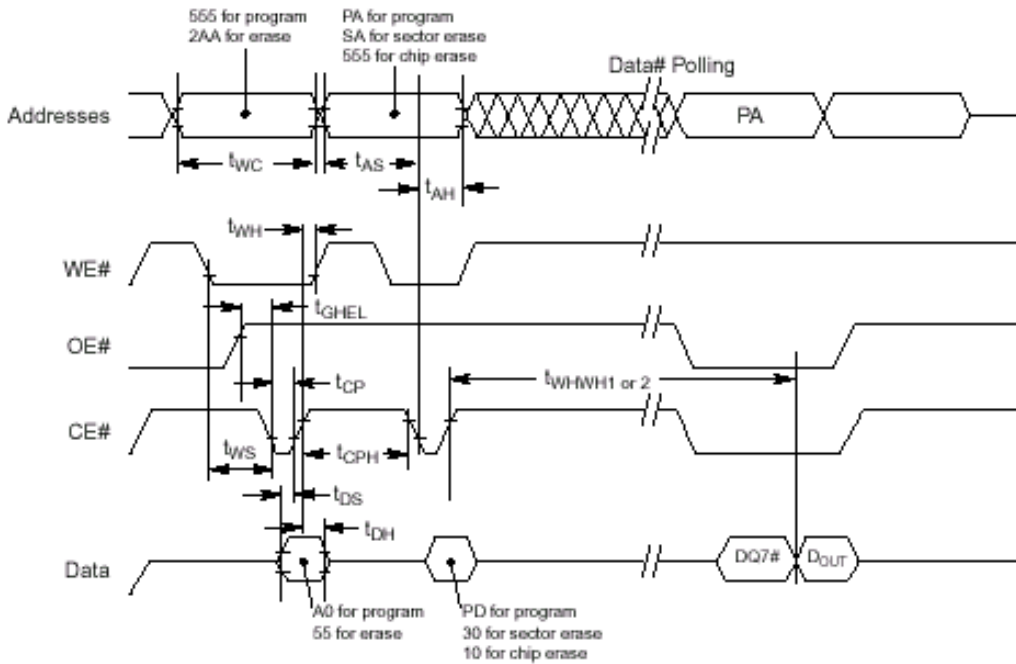 555 for program
2AA for erase
PA for program
SA for sector erase
555 for chip erase
Data# Polling
Addresses
PA
tWC
tAS
tAH
tWH
WE#
tGHEL
OE#
tCP
tWHWH1 or 2
CE#
tWS
tCPH
tDS
tDH
Data
DQ7#
DOUT
A0 for program
55 for erase
PD for program
30 for sector erase
10 for chip erase